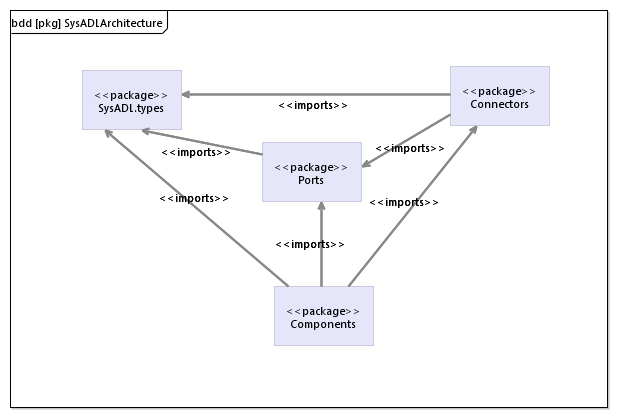 bdd [pkg] SysADLArchitecture
<<package>>
SysADL.types
<<package>>
Connectors
<<imports>>
<<imports>>
<<imports>>
<<package>>
Ports
<<imports>>
<<imports>>
<<imports>>
<<package>>
Components